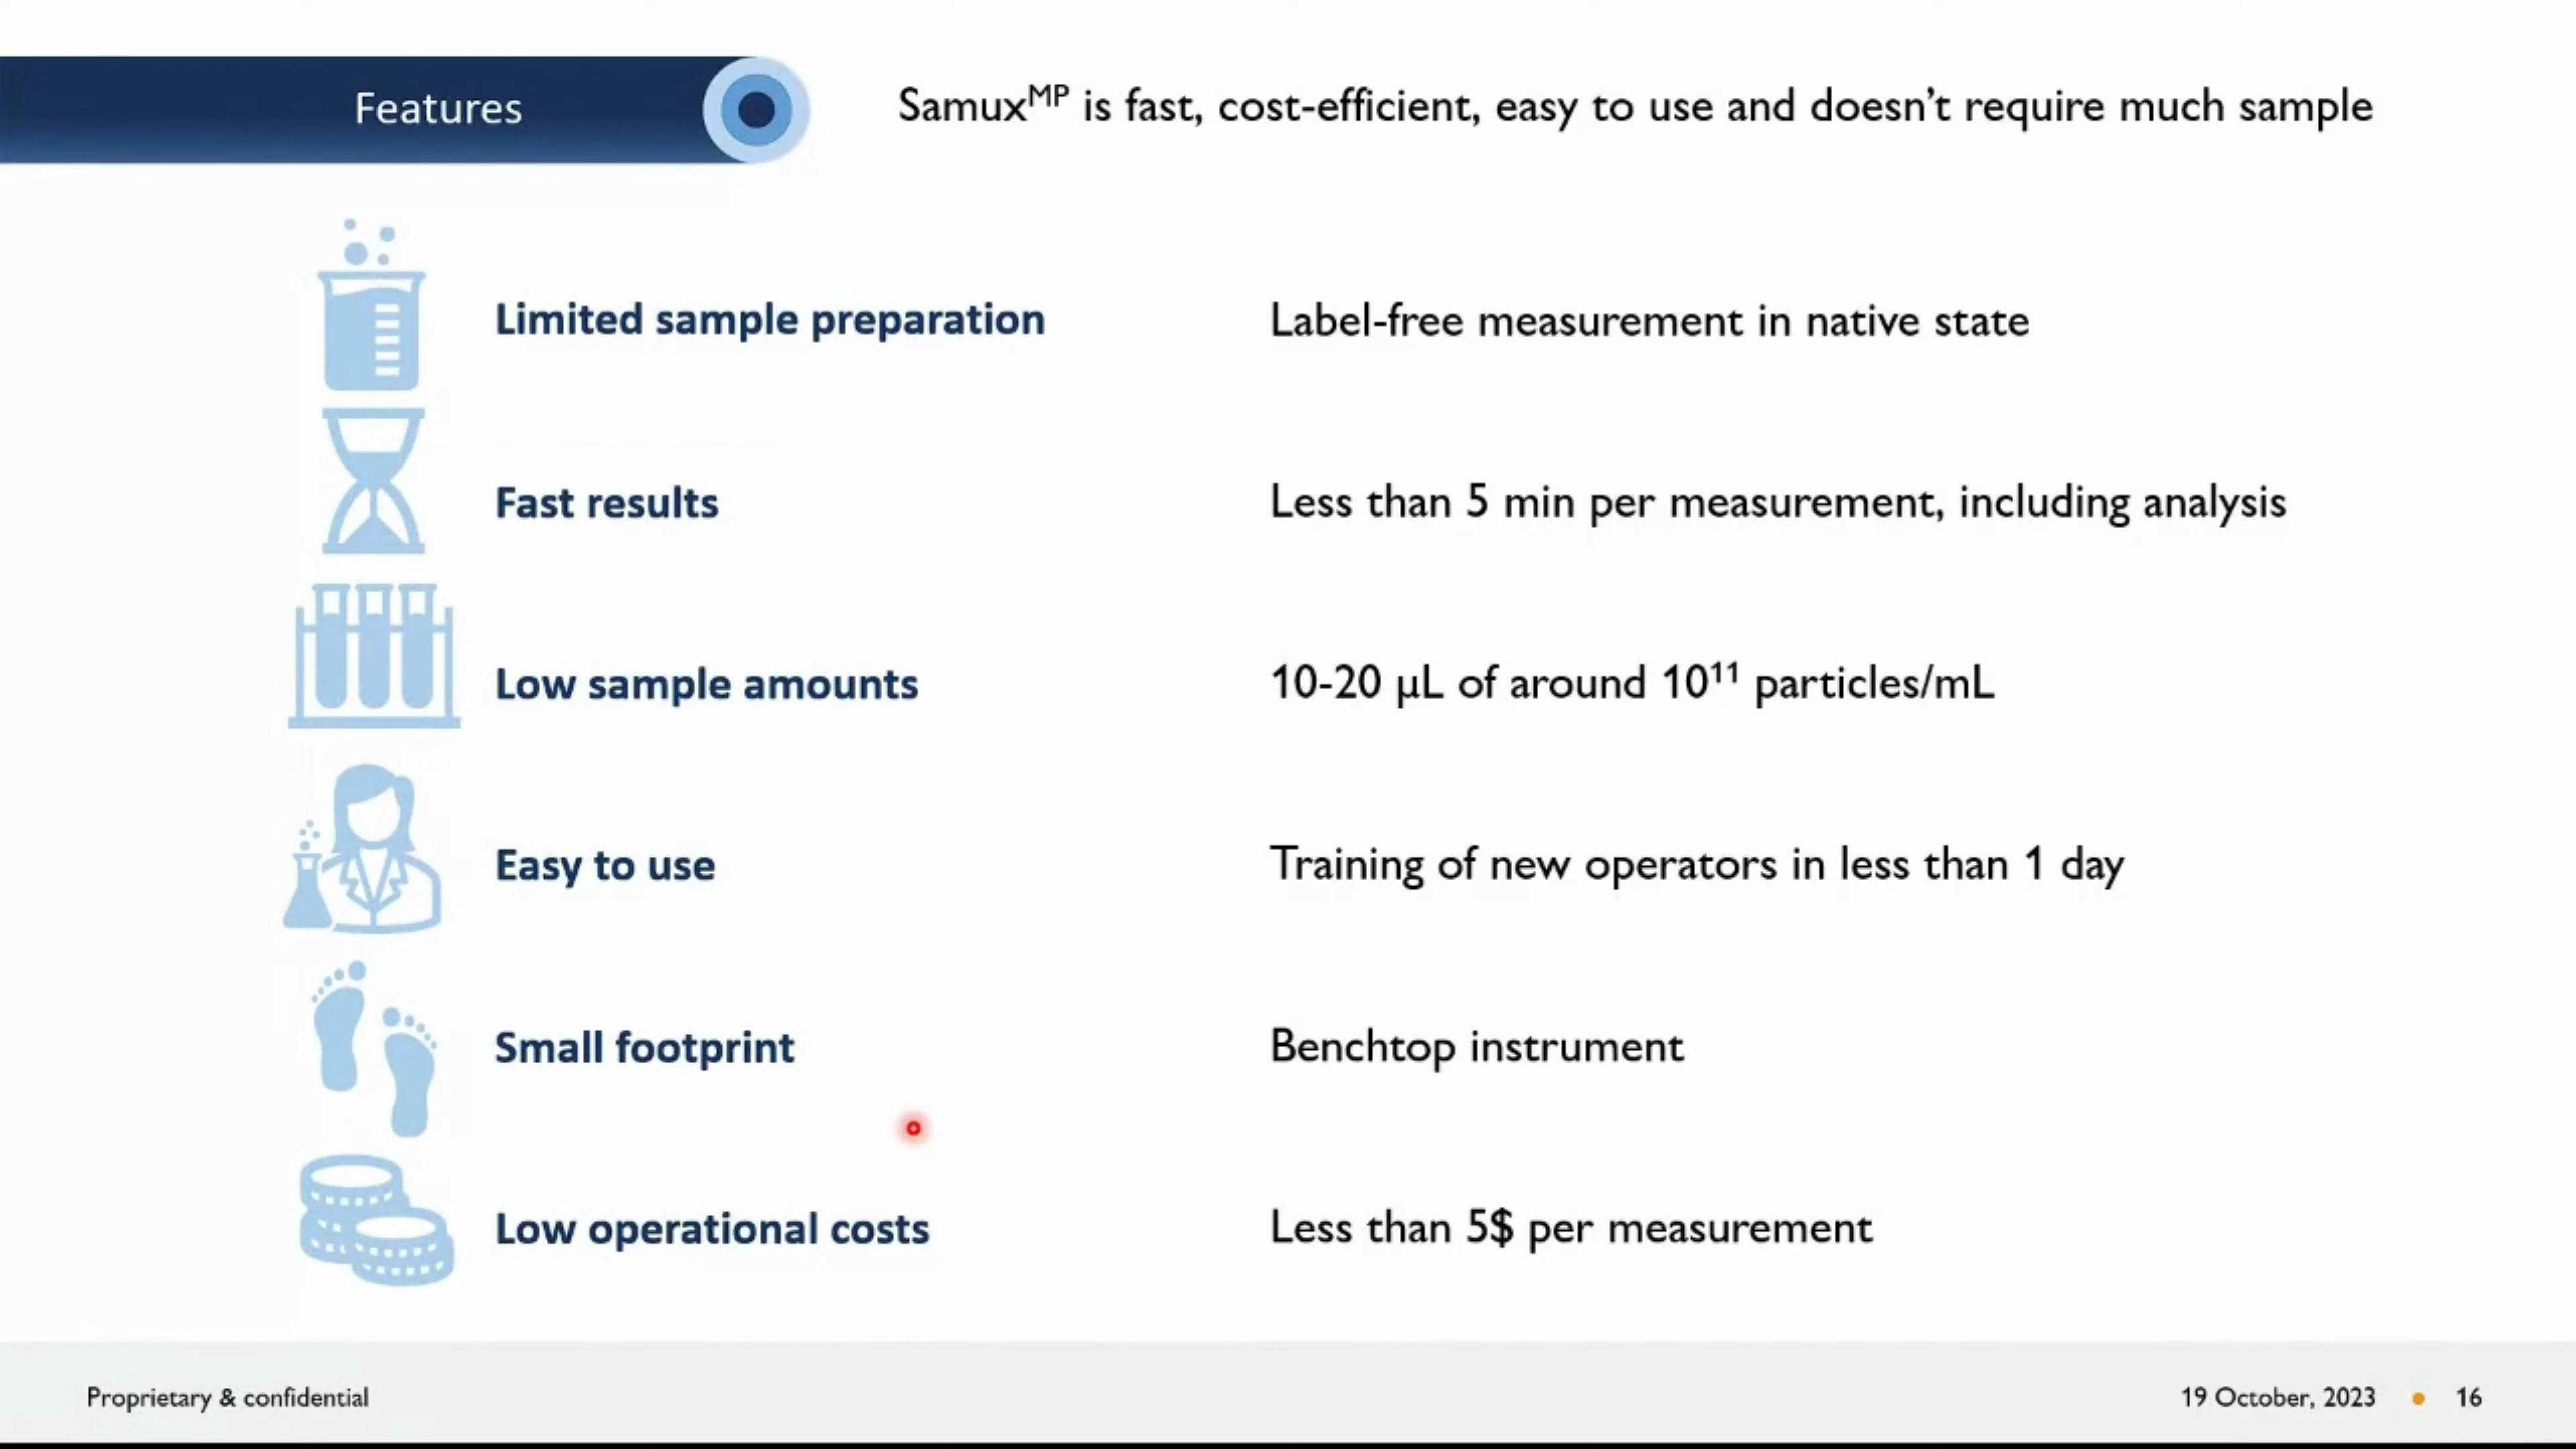 Features
Samuxᴹᴾ is fast, cost-efficient, easy to use and doesn’t require much sample
Limited sample preparation
Label-free measurement in native state
Fast results
Less than 5 min per measurement, including analysis
Low sample amounts
10-20 µL of around 10¹¹ particles/mL
Easy to use
Training of new operators in less than 1 day
Small footprint
Benchtop instrument
Low operational costs
Less than 5$ per measurement
Proprietary & confidential
19 October, 2023 • 16